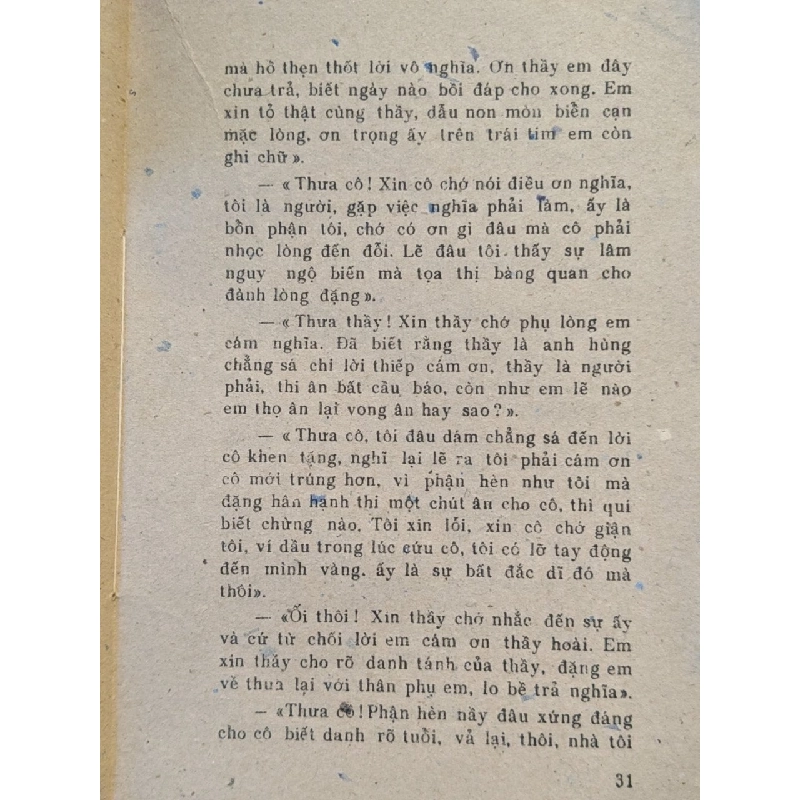 mà hổ thẹn thốt lời vô nghĩa. Ơn thầy em đây
chưa trả, biết ngày nào bồi đáp cho xong. Em
xin tỏ thật cùng thầy, dẫu non mòn biển cạn
mặc lòng, ơn trọng ấy trên trái tim em còn
ghi chữ ».
— « Thưa cô ! Xin cô chớ nói điều ơn nghĩa,
tôi là người, gặp việc nghĩa phải làm, ấy là
bổn phận tôi, chớ có ơn gì đâu mà cô phải
nhọc lòng đến đỗi. Lẽ đâu tôi thấy sự lâm
nguy ngộ biến mà tọa thị bàng quan cho
đành lòng đặng ».
— « Thưa thầy ! Xin thầy chớ phụ lòng em
cám nghĩa. Đã biết rằng thầy là anh hùng
chẳng sá chi lời thiếp cám ơn, thầy là người
phải, thi ân bất cầu báo, còn như em lẽ nào
em thọ ân lại vong ân hay sao ? ».
— « Thưa cô, tôi đâu dám chẳng sá đến lời
cô khen tặng, nghĩ lại lẽ ra tôi phải cám ơn
cô mới trúng hơn, vì phận hèn như tôi mà
đặng hân hạnh thi một chút ân cho cô, thì quí
biết chừng nào. Tôi xin lỗi, xin cô chớ giận
tôi, ví dầu trong lúc cứu cô, tôi có lỡ tay động
đến mình vàng. ấy là sự bất đắc dĩ đó mà
thôi».
— «Ối thôi ! Xin thầy chớ nhắc đến sự ấy
và cứ từ chối lời em cám ơn thầy hoài. Em
xin thầy cho rõ danh tánh của thầy, đặng em
về thưa lại với thân phụ em, lo bề trả nghĩa».
— «Thưa cô ! Phận hèn nầy đâu xứng đáng
cho cô biết danh rõ tuổi, vả lại, thôi, nhà tôi
31